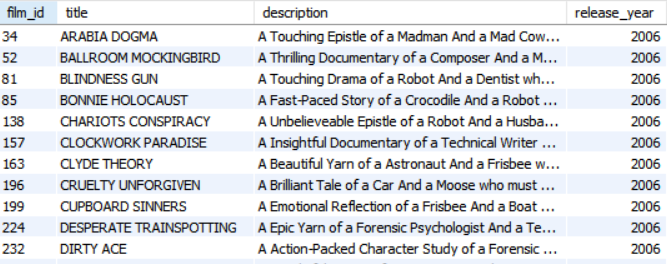 film_id title description release_year
34 ARABIA DOGMA A Touching Epistle of a Madman And a Mad Cow... 2006
52 BALLROOM MOCKINGBIRD A Thrilling Documentary of a Composer And a M... 2006
81 BLINDNESS GUN A Touching Drama of a Robot And a Dentist wh... 2006
85 BONNIE HOLOCAUST A Fast-Paced Story of a Crocodile And a Robot ... 2006
138 CHARIOTS CONSPIRACY A Unbelieveable Epistle of a Robot And a Husba... 2006
157 CLOCKWORK PARADISE A Insightful Documentary of a Technical Writer ... 2006
163 CLYDE THEORY A Beautiful Yarn of a Astronaut And a Frisbee w... 2006
196 CRUELTY UNFORGIVEN A Brilliant Tale of a Car And a Moose who must ... 2006
199 CUPBOARD SINNERS A Emotional Reflection of a Frisbee And a Boat ... 2006
224 DESPERATE TRAINSPOTTING A Epic Yarn of a Forensic Psychologist And a Te... 2006
232 DIRTY ACE A Action-Packed Character Study of a Forensic ... 2006